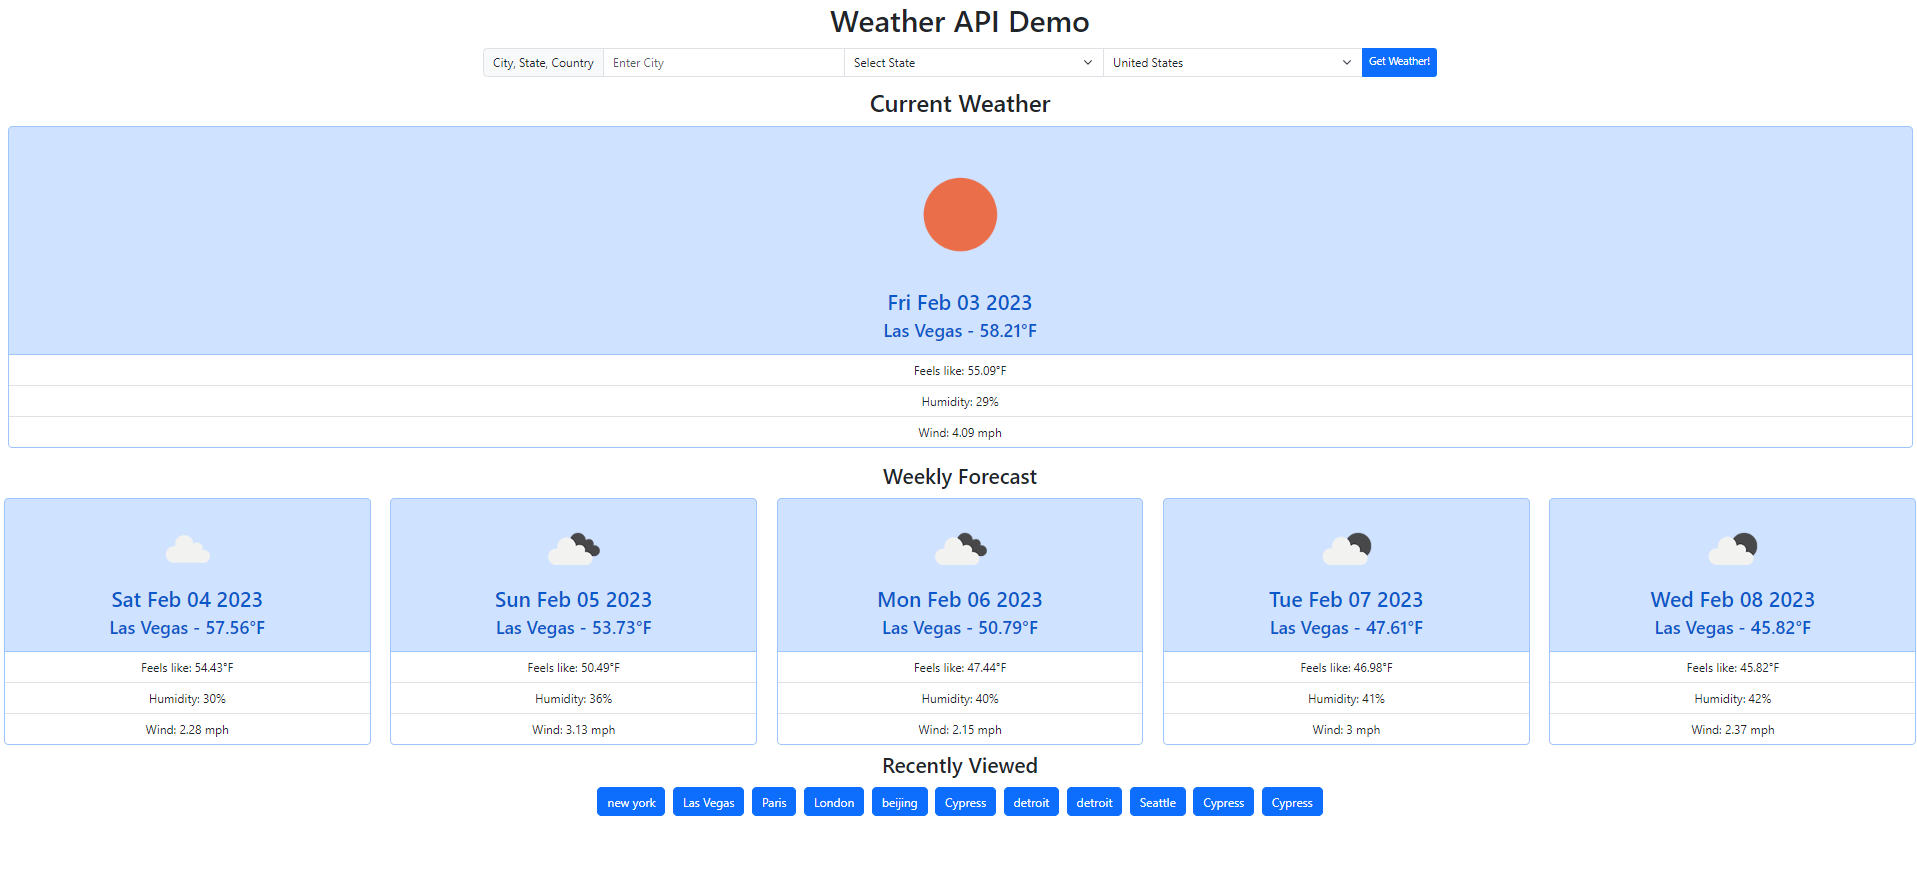 Weather API Demo
City, State, Country Enter City Select State United States Get Weather!
Current Weather
Fri Feb 03 2023
Las Vegas - 58.21°F
Feels like: 55.09°F
Humidity: 29%
Wind: 4.09 mph
Weekly Forecast
Sat Feb 04 2023
Las Vegas - 57.56°F
Feels like: 54.43°F
Humidity: 30%
Wind: 2.28 mph
Sun Feb 05 2023
Las Vegas - 53.73°F
Feels like: 50.49°F
Humidity: 36%
Wind: 3.13 mph
Mon Feb 06 2023
Las Vegas - 50.79°F
Feels like: 47.44°F
Humidity: 40%
Wind: 2.15 mph
Tue Feb 07 2023
Las Vegas - 47.61°F
Feels like: 46.98°F
Humidity: 41%
Wind: 3 mph
Wed Feb 08 2023
Las Vegas - 45.82°F
Feels like: 45.82°F
Humidity: 42%
Wind: 2.37 mph
Recently Viewed
new york Las Vegas Paris London beijing Cypress detroit detroit Seattle Cypress Cypress